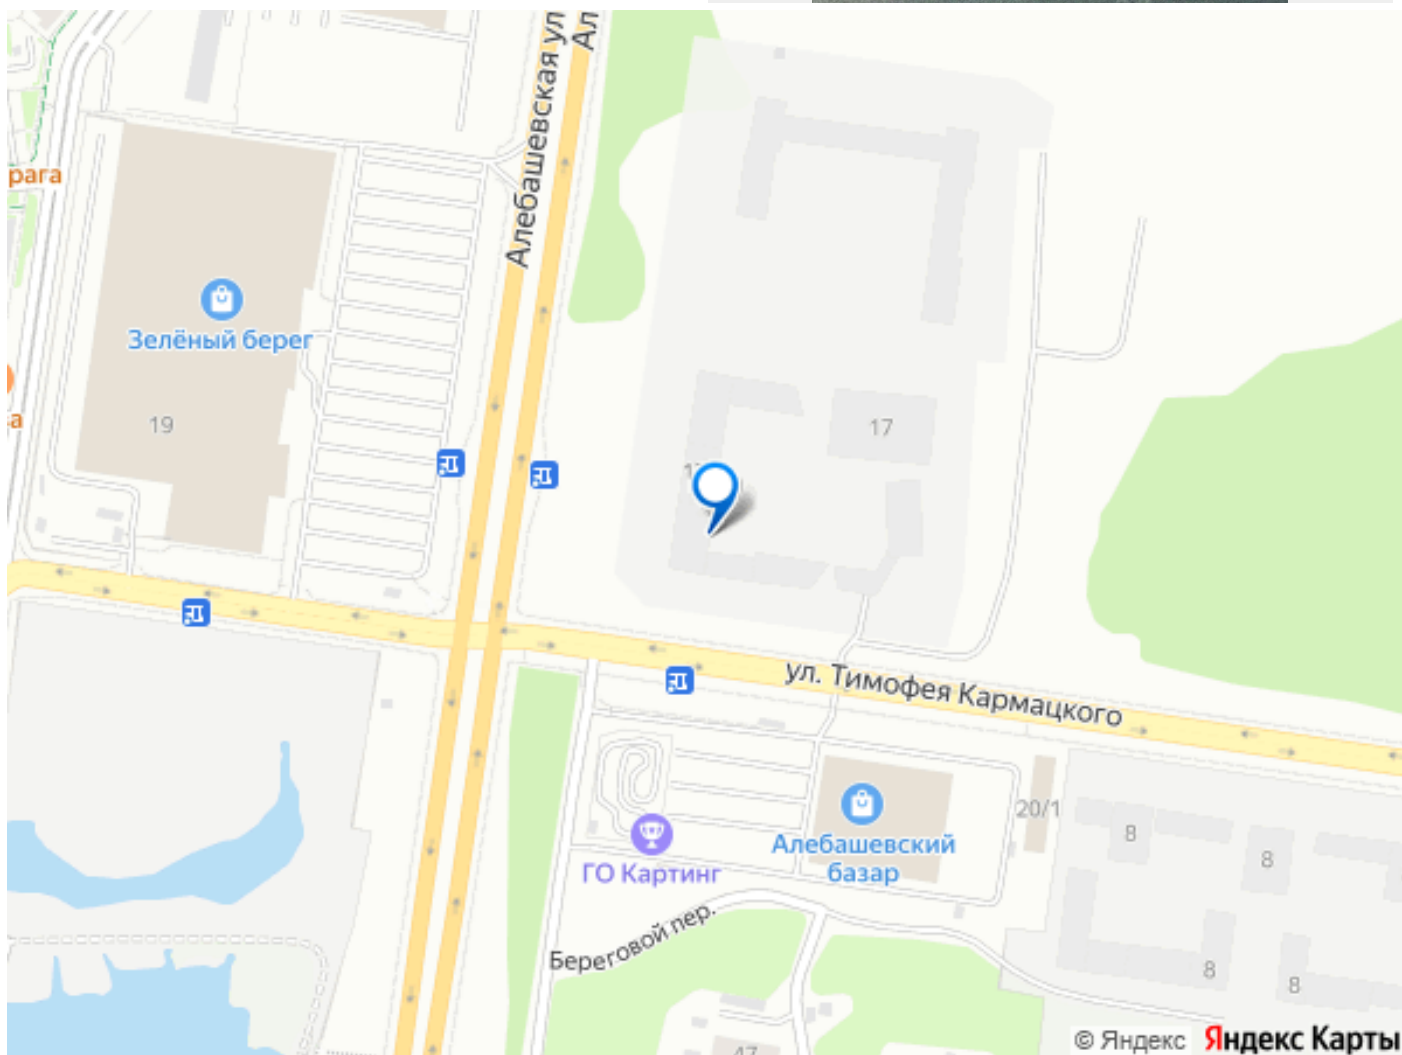 Алебашевская ул
Ал
рага
Зелёный берег
19
а
17
ул. Тимофея Кармацкого
20/1
Алебашевский
базар
ГО Картинг
8
8
Береговой пер.
8
8
47
© Яндекс Яндекс Карты